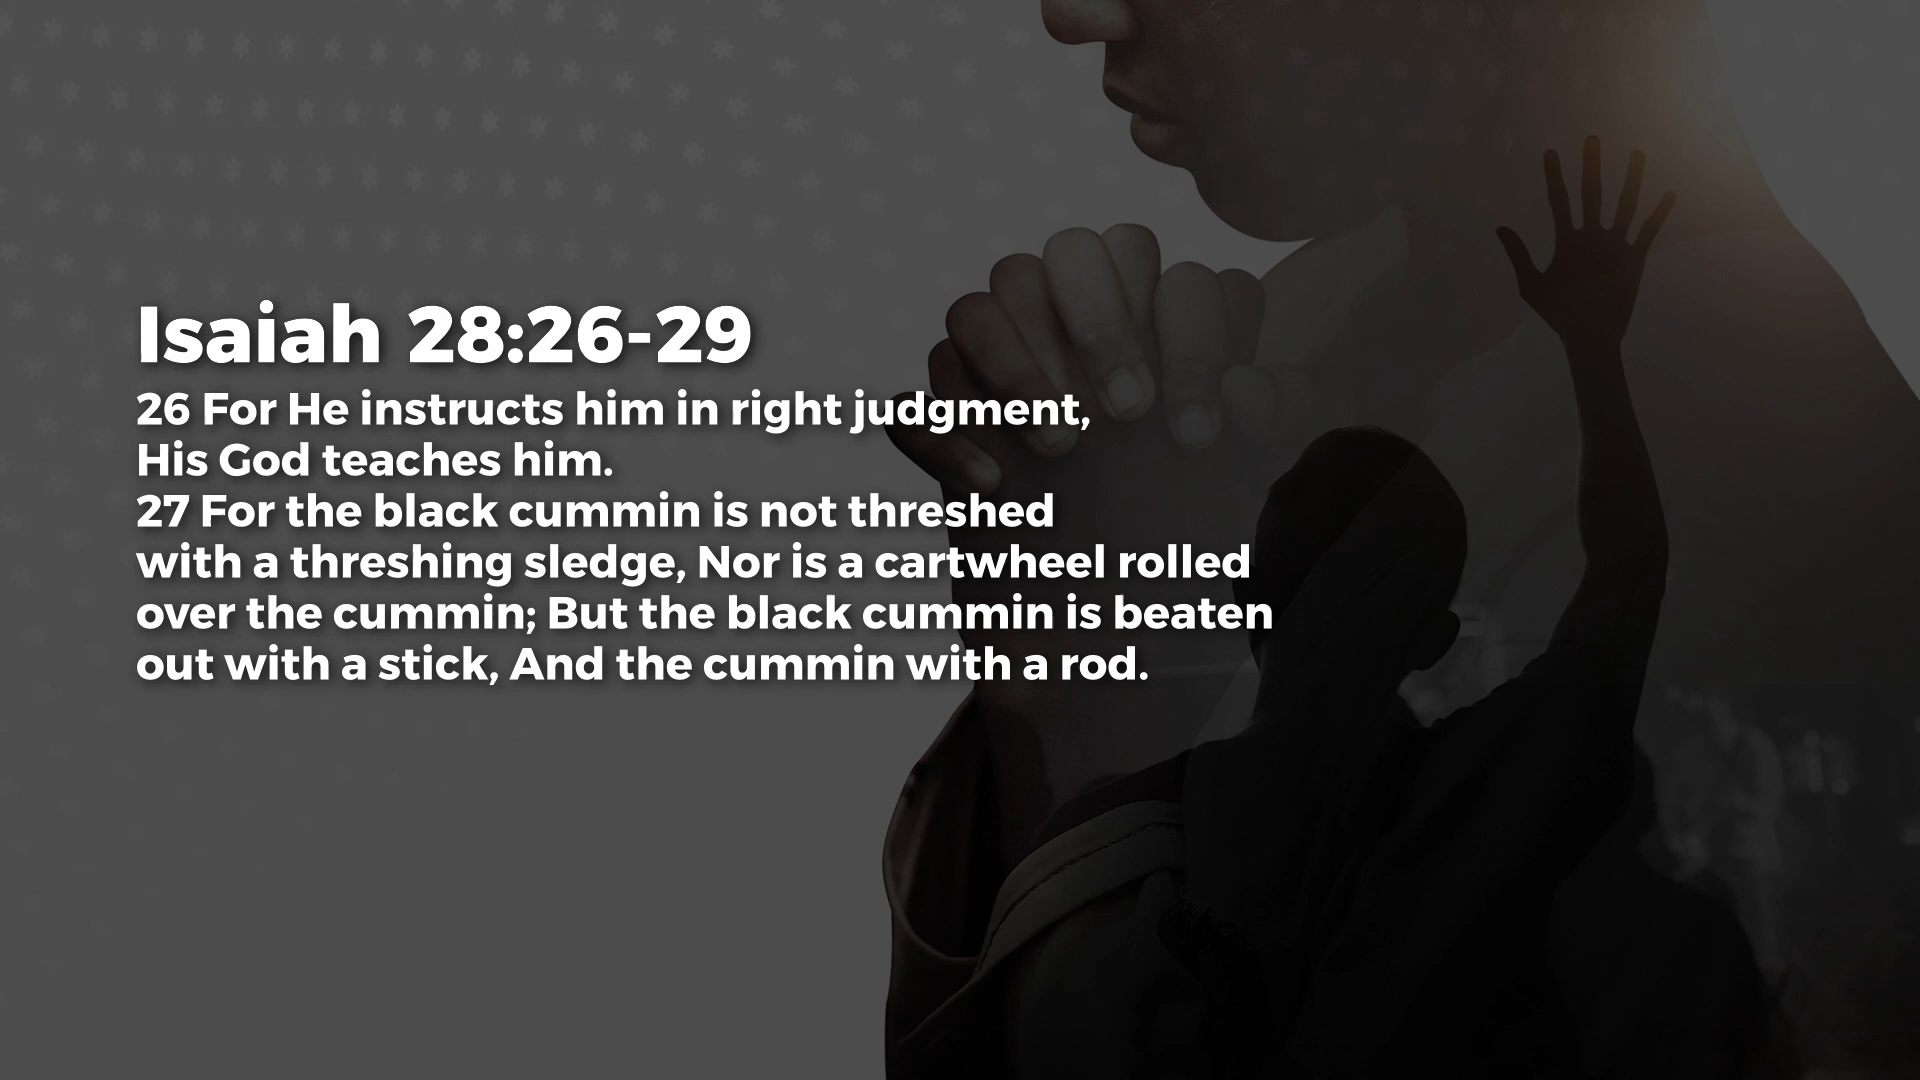 Isaiah 28:26-29
26 For He instructs him in right judgment,
His God teaches him.
27 For the black cummin is not threshed
with a threshing sledge, Nor is a cartwheel rolled
over the cummin; But the black cummin is beaten
out with a stick, And the cummin with a rod.